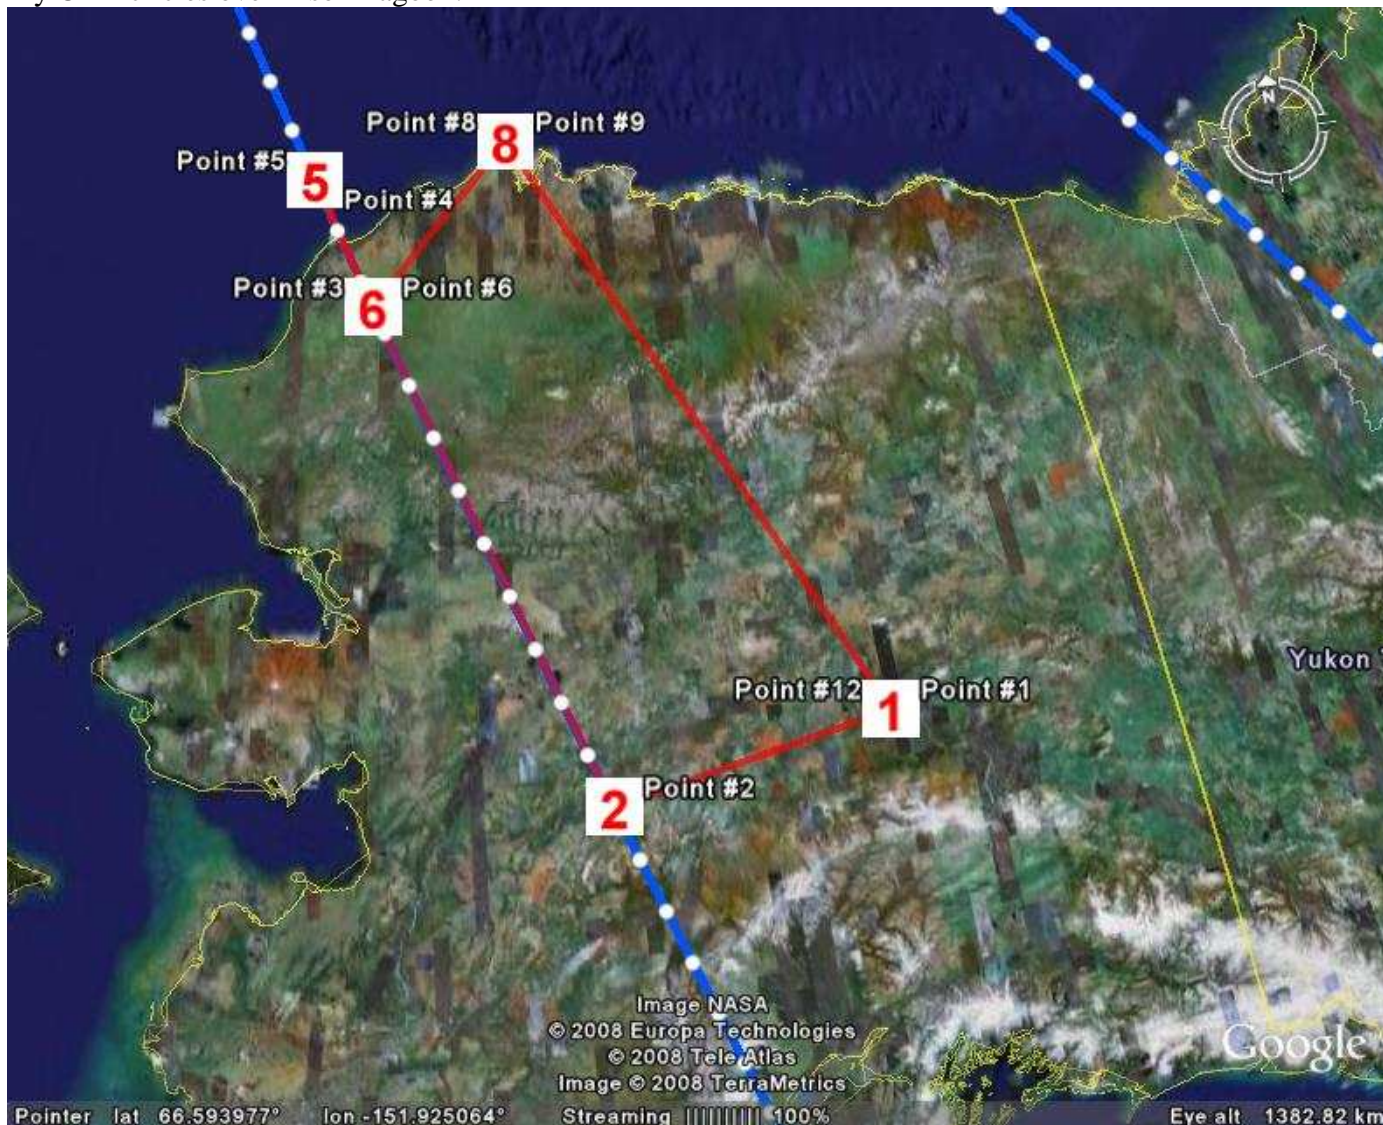 Point #8 8 Point #9
Point #5 5
Point #4
Point #3 6 Point #6
Yukon
Point #12 1 Point #1
2 Point #2
N
Image NASA
© 2008 Europa Technologies
© 2008 Tele Atlas
Image © 2008 TerraMetrics
Google
Pointer lat 66.593977° lon -151.925064° Streaming |||||||||| 100% Eye alt 1382.82 km